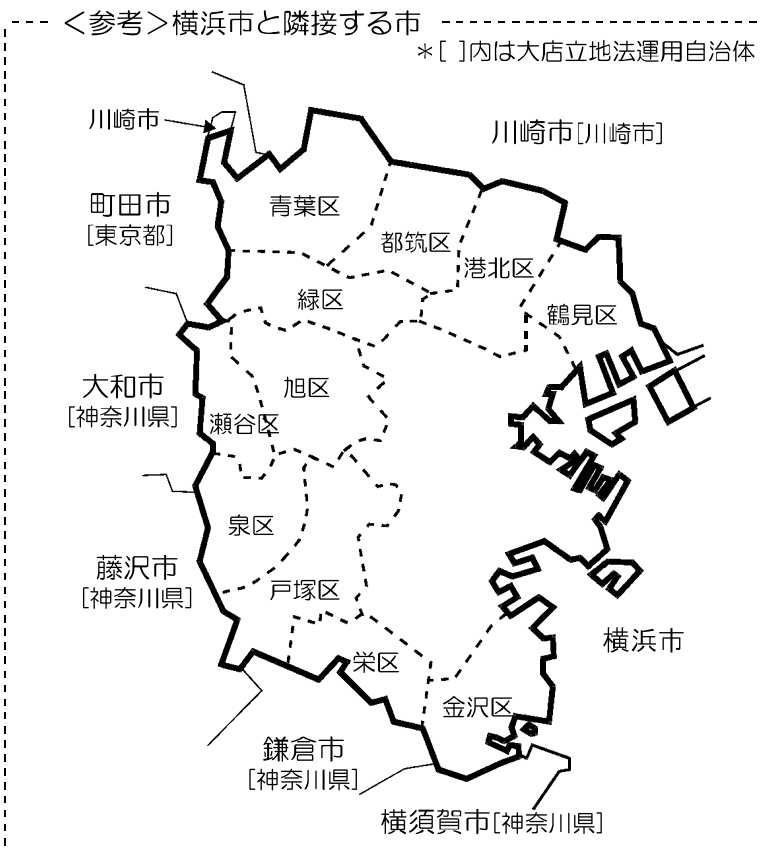 ＜参考＞横浜市と隣接する市
＊[ ]内は大店立地法運用自治体
川崎市
川崎市[川崎市]
町田市
[東京都]
青葉区
都筑区
港北区
緑区
鶴見区
大和市
[神奈川県]
旭区
瀬谷区
泉区
藤沢市
[神奈川県]
戸塚区
横浜市
栄区
金沢区
鎌倉市
[神奈川県]
横須賀市[神奈川県]